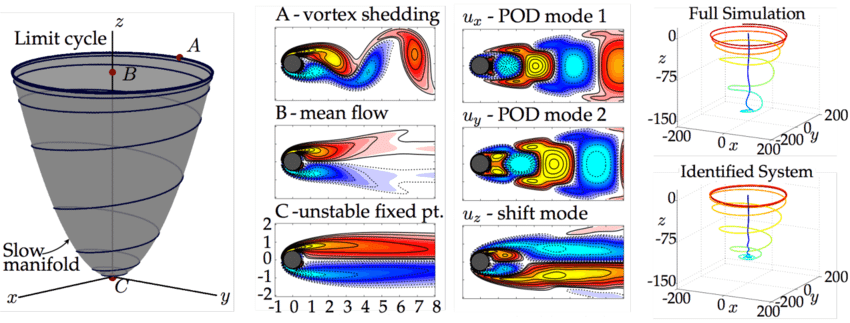 z
Limit cycle
A
B
Slow
manifold
C
x
y
A - vortex shedding
B - mean flow
C - unstable fixed pt.
2
1
0
-1
-2
-1 0 1 2 3 4 5 6 7 8
u_x - POD mode 1
u_y - POD mode 2
u_z - shift mode
Full Simulation
0
z
-75
-150
-200
0
x
200
-200
0
y
200
Identified System
0
z
-75
-150
-200
0
x
200
-200
0
y
200